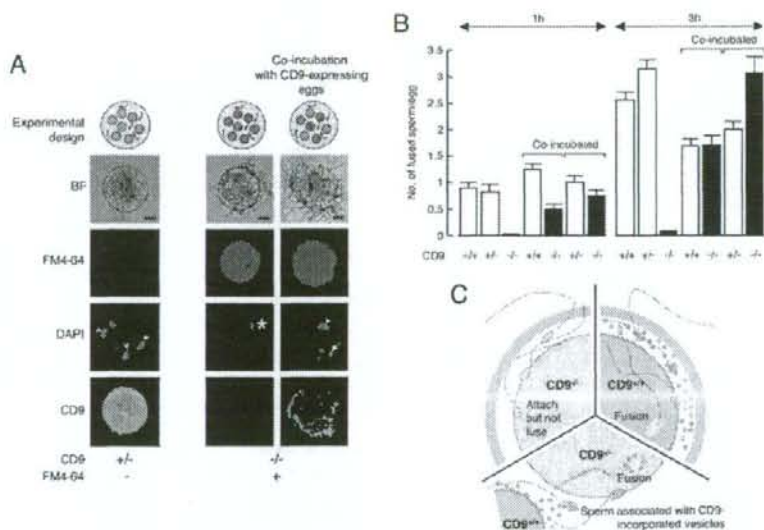 A
Co-incubation
with CD9-expressing
eggs
Experimental
design
BF
FM4-64
DAPI
*
CD9
CD9 +/- -/-
FM4-64 - +
B
1h 3h
No. of fused sperm/egg
3.5
3
2.5
2
1.5
1
0.5
0
Co-incubated
Co-incubated
CD9 +/+ +/- -/- +/+ -/- +/- -/- +/+ +/- -/- +/+ -/- +/- -/-
C
CD9-/-
Attach
but not
fuse
CD9+/+
Fusion
CD9-/-
Fusion
Sperm associated with CD9-
incorporated vesicles
CD9+/+